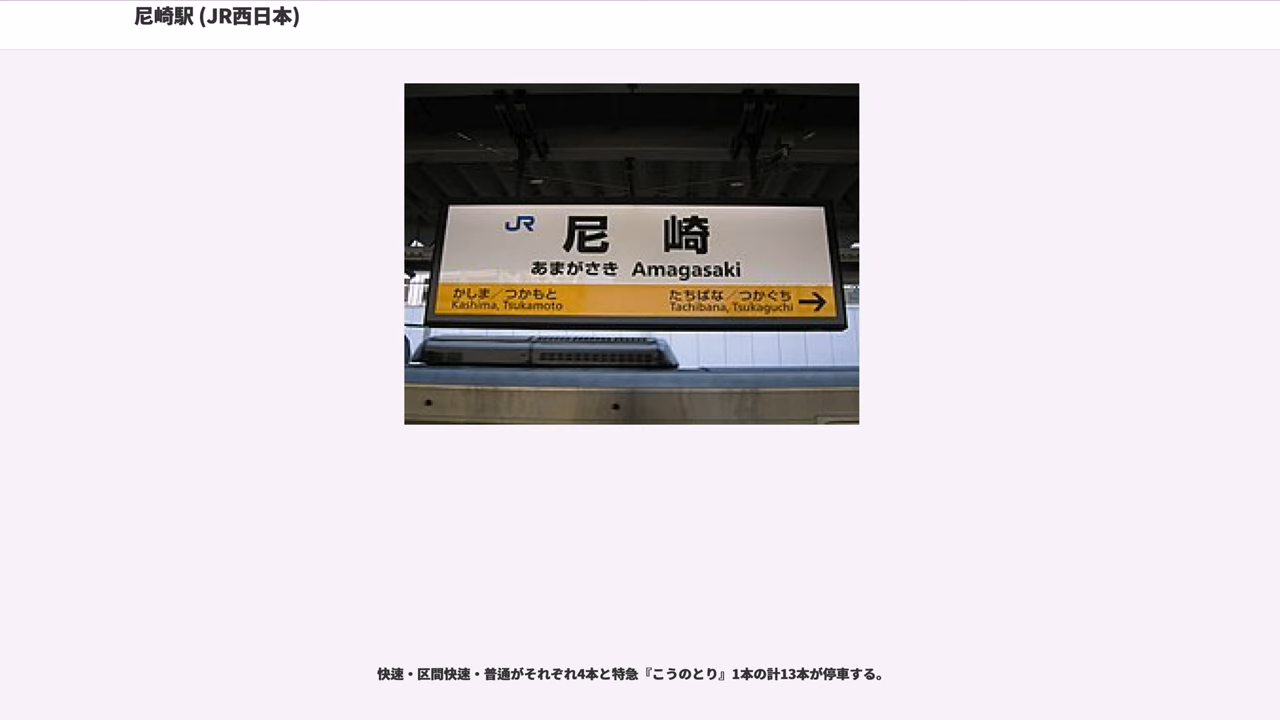 尼崎駅 (JR西日本)
JR 尼崎
あまがさき Amagasaki
かしま／つかもと たちばな／つかぐち
Kashima, Tsukamoto Tachibana, Tsukaguchi
快速・区間快速・普通がそれぞれ4本と特急『こうのとり』1本の計13本が停車する。